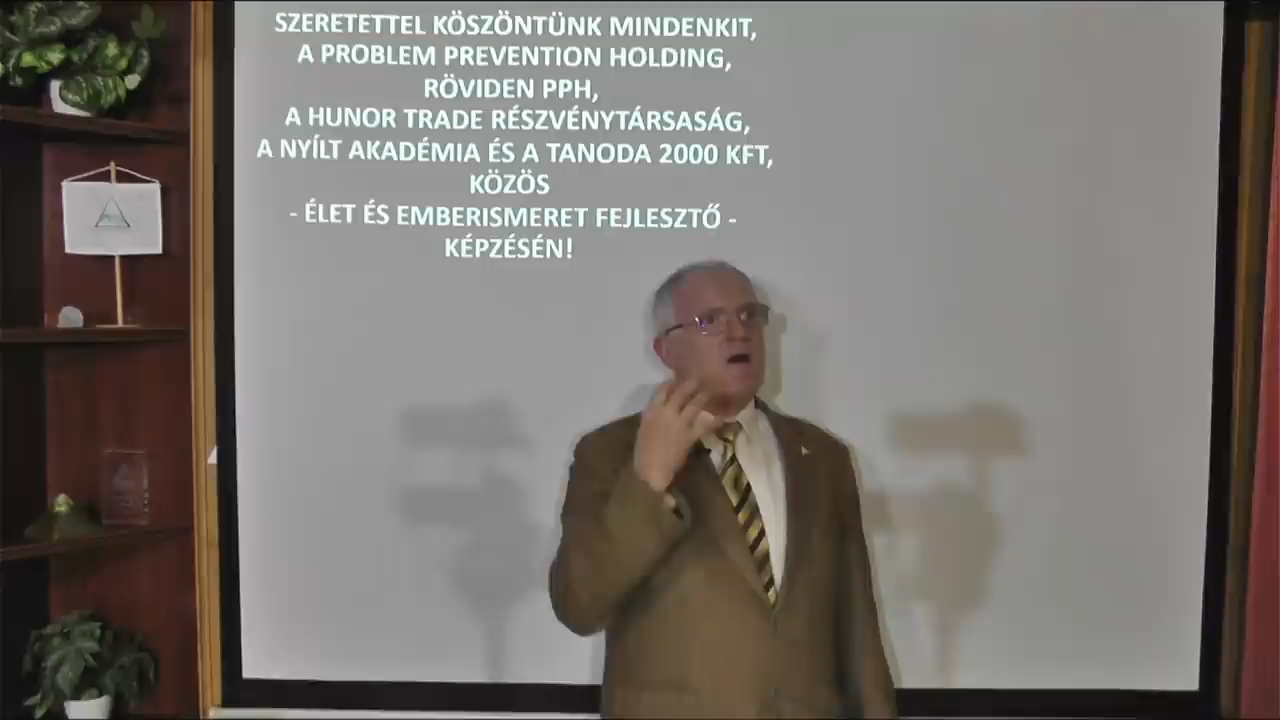 SZERETETTEL KÖSZÖNTÜNK MINDENKIT,
A PROBLEM PREVENTION HOLDING,
RÖVIDEN PPH,
A HUNOR TRADE RÉSZVÉNYTÁRSASÁG,
A NYÍLT AKADÉMIA ÉS A TANODA 2000 KFT,
KÖZÖS
- ÉLET ÉS EMBERISMERET FEJLESZTŐ -
KÉPZÉSÉN!